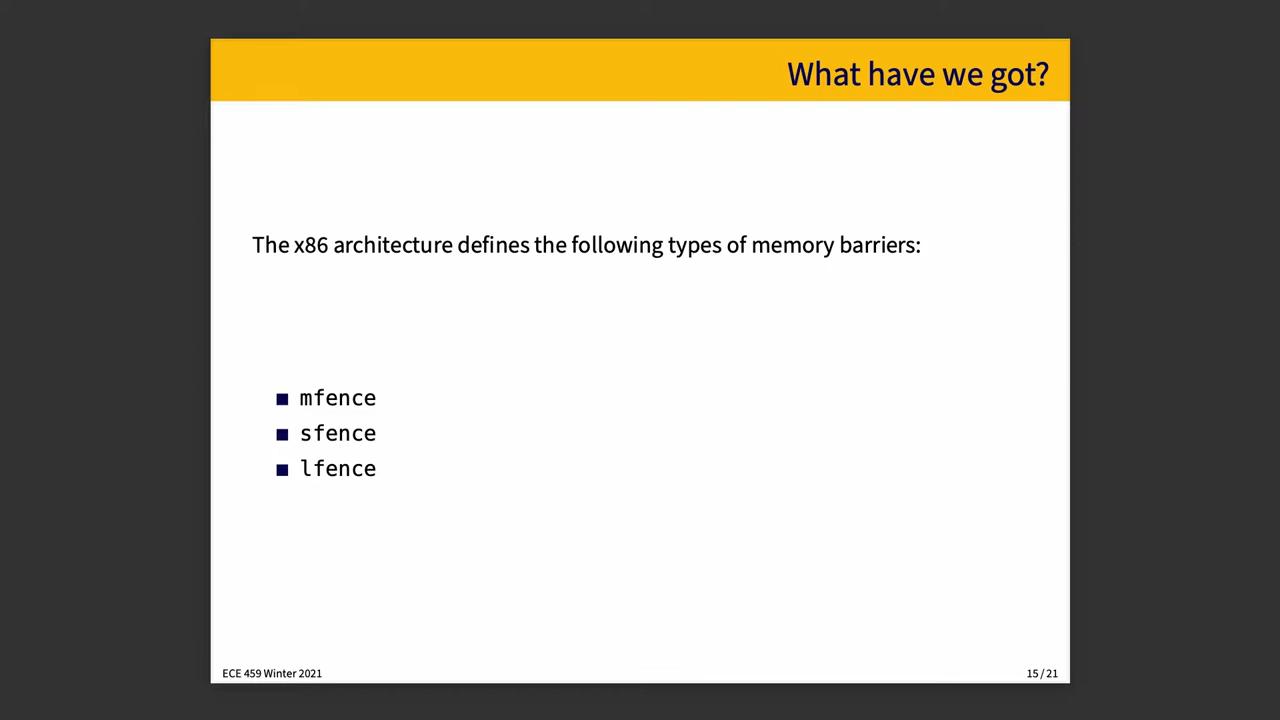 What have we got?
The x86 architecture defines the following types of memory barriers:
mfence
sfence
lfence
ECE 459 Winter 2021
15 / 21